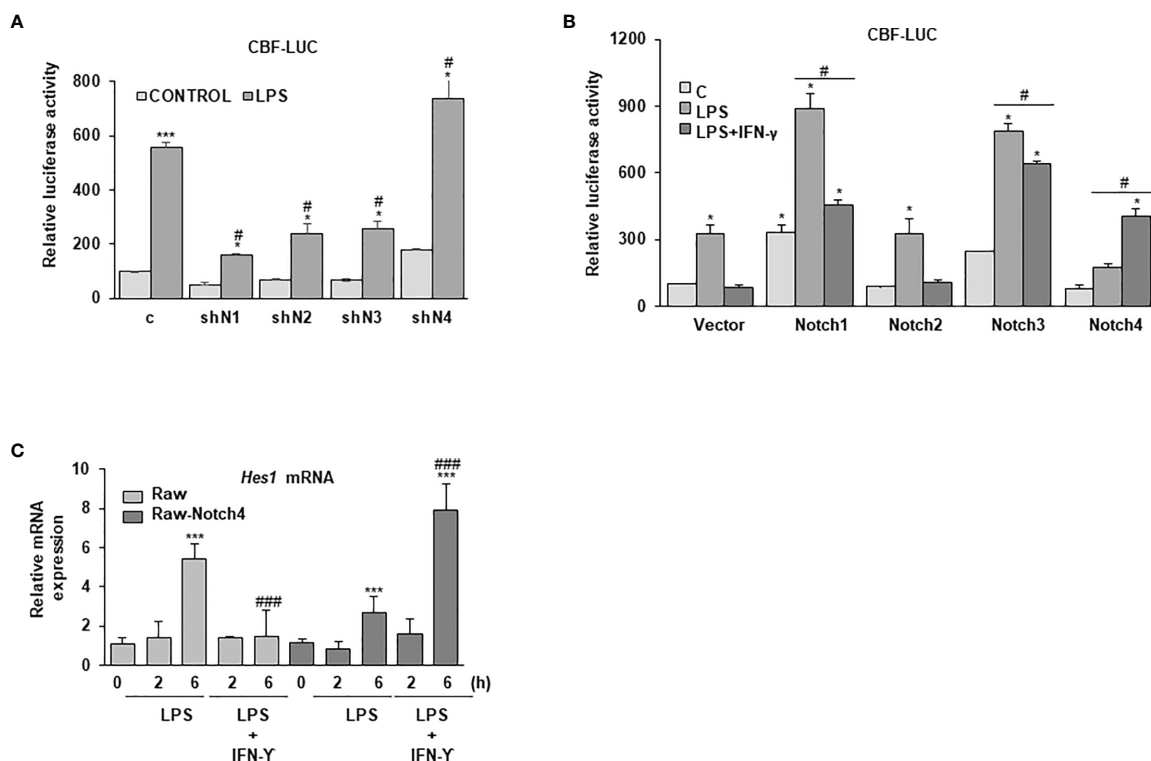 A
CBF-LUC
Relative luciferase activity
800
600
400
200
0
CONTROL
LPS
***
#
*
#
*
#
*
#
*
c
shN1
shN2
shN3
shN4
B
CBF-LUC
Relative luciferase activity
1200
900
600
300
0
C
LPS
LPS+IFN-γ
*
#
*
*
*
*
#
*
*
#
*
Vector
Notch1
Notch2
Notch3
Notch4
C
Hes1 mRNA
Relative mRNA
expression
10
8
6
4
2
0
Raw
Raw-Notch4
***
###
***
###
***
0 2 6 2 6 0 2 6 2 6 (h)
LPS LPS LPS LPS
+ +
IFN-ϒ IFN-ϒ